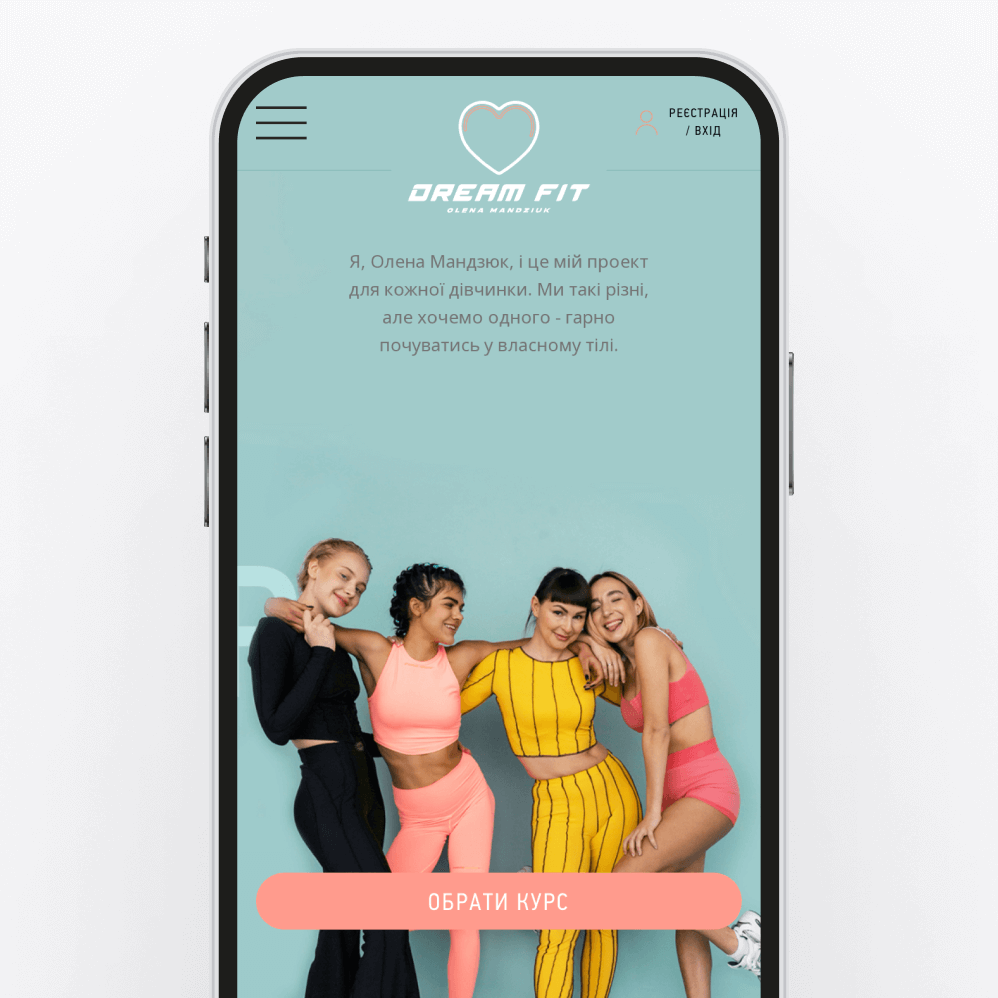 РЕЄСТРАЦІЯ
/ ВХІД
DREAM FIT
OLENA MANDZIUK
Я, Олена Мандзюк, і це мій проект
для кожної дівчинки. Ми такі різні,
але хочемо одного - гарно
почуватись у власному тілі.
ОБРАТИ КУРС